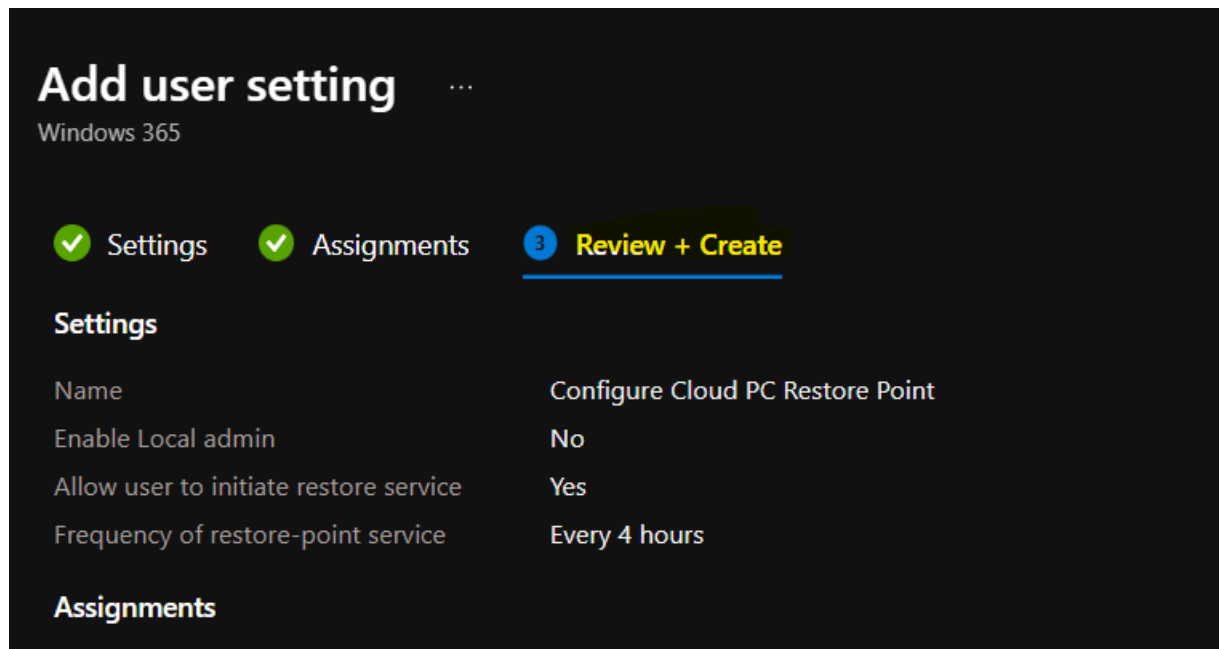 Add user setting ...
Windows 365
Settings Assignments 3 Review + Create
Settings
Name Configure Cloud PC Restore Point
Enable Local admin No
Allow user to initiate restore service Yes
Frequency of restore-point service Every 4 hours
Assignments